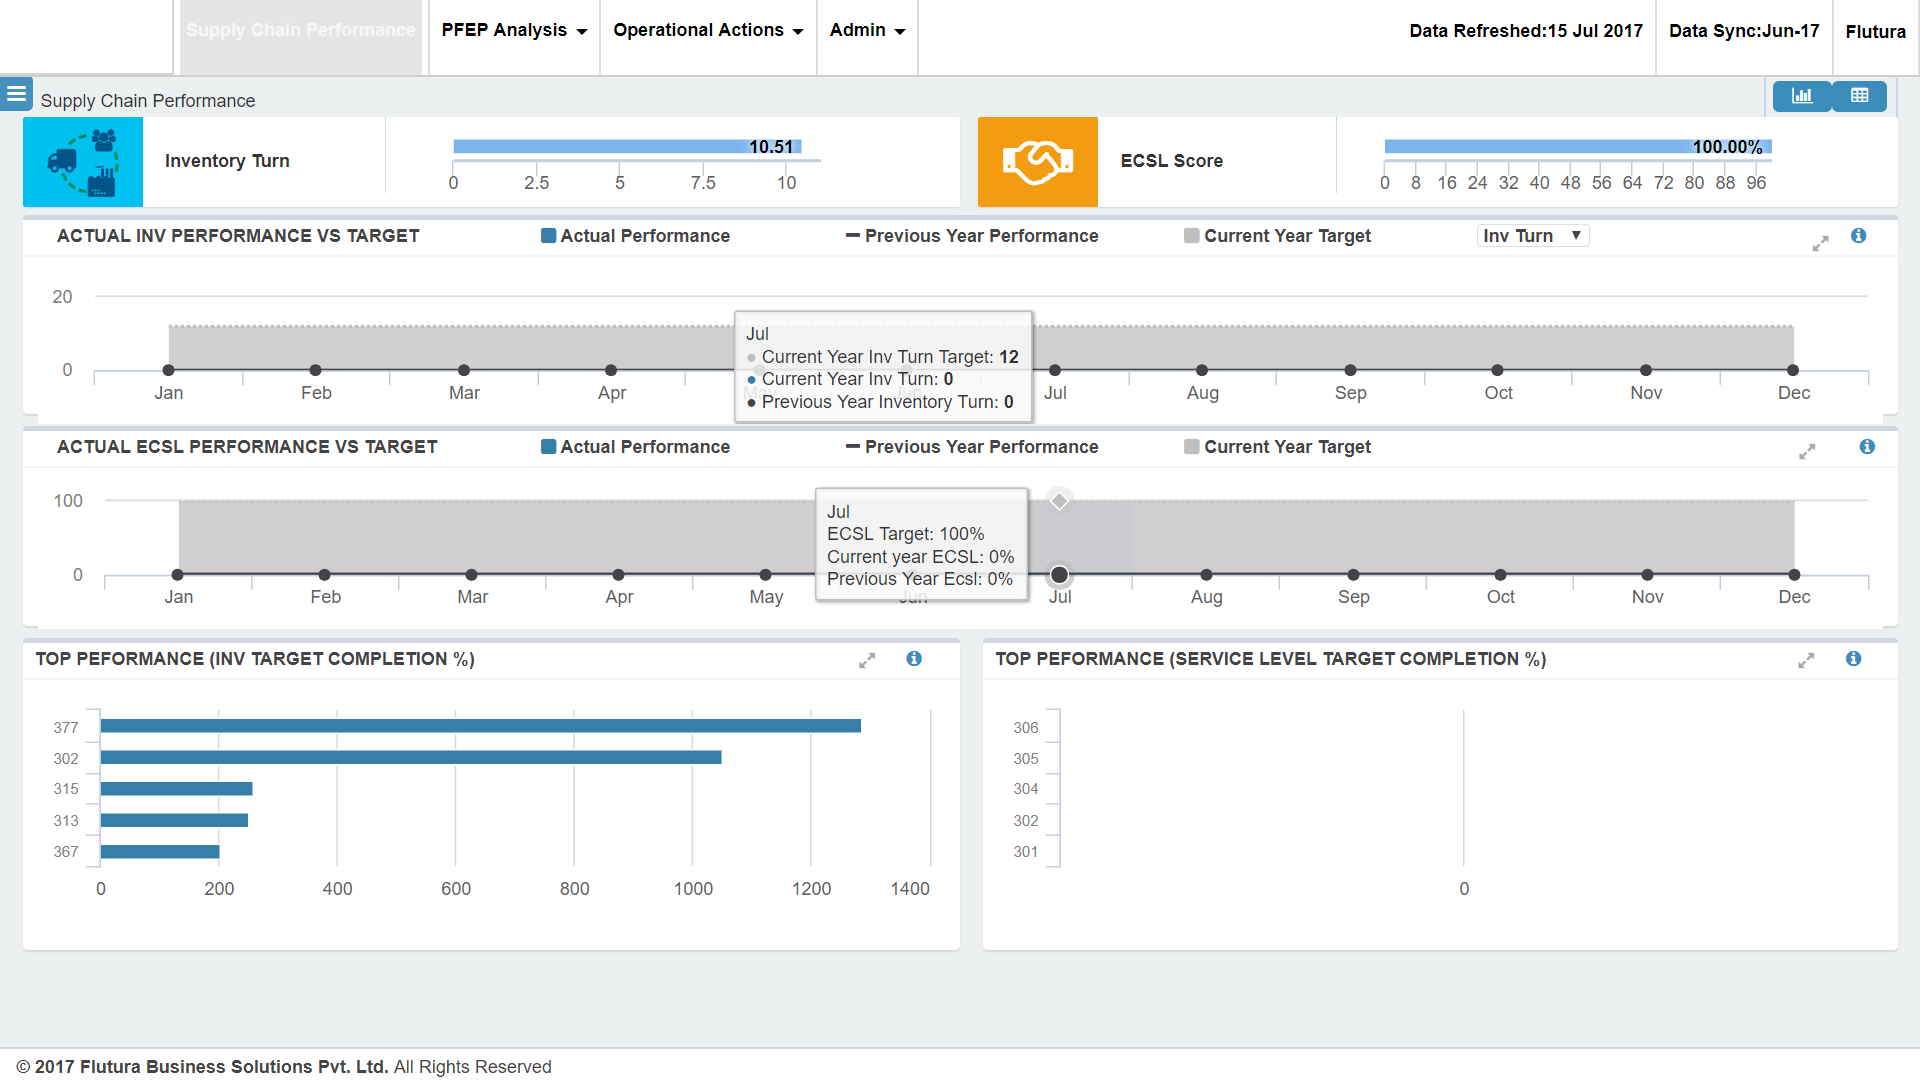 Supply Chain Performance PFEP Analysis Operational Actions Admin Data Refreshed:15 Jul 2017 Data Sync:Jun-17 Flutura
Supply Chain Performance
Inventory Turn 10.51
0 2.5 5 7.5 10
ECSL Score 100.00%
0 8 16 24 32 40 48 56 64 72 80 88 96
ACTUAL INV PERFORMANCE VS TARGET Actual Performance Previous Year Performance Current Year Target Inv Turn
20
0
Jan Feb Mar Apr May Jun Jul Aug Sep Oct Nov Dec
Jul
Current Year Inv Turn Target: 12
Current Year Inv Turn: 0
Previous Year Inventory Turn: 0
ACTUAL ECSL PERFORMANCE VS TARGET Actual Performance Previous Year Performance Current Year Target
100
0
Jan Feb Mar Apr May Jun Jul Aug Sep Oct Nov Dec
Jul
ECSL Target: 100%
Current year ECSL: 0%
Previous Year Ecsl: 0%
TOP PEFORMANCE (INV TARGET COMPLETION %)
377
302
315
313
367
0 200 400 600 800 1000 1200 1400
TOP PEFORMANCE (SERVICE LEVEL TARGET COMPLETION %)
306
305
304
302
301
0
© 2017 Flutura Business Solutions Pvt. Ltd. All Rights Reserved